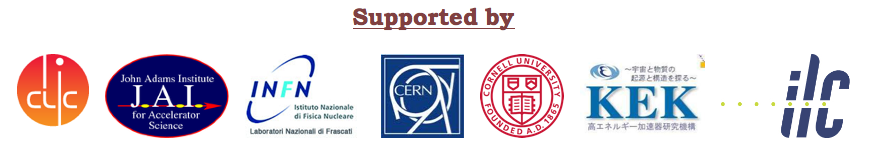 Supported by
clic
John Adams Institute
J.A.I.
for Accelerator
Science
INFN
Istituto Nazionale
di Fisica Nucleare
Laboratori Nazionali di Frascati
CERN
CORNELL UNIVERSITY
FOUNDED A.D. 1865
～宇宙と物質の
起源と構造を探る～
KEK
高エネルギー加速器研究機構
ilc